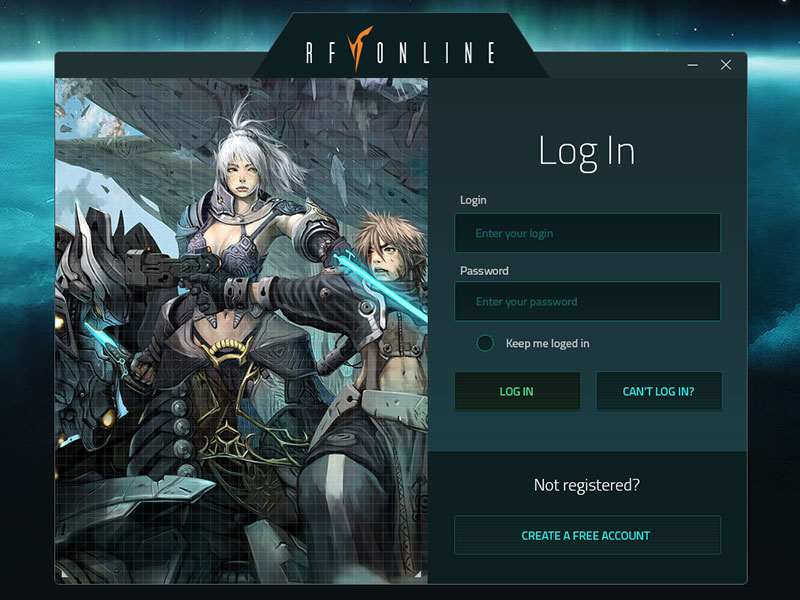 RF ONLINE
Log In
Login
Enter your login
Password
Enter your password
Keep me loged in
LOG IN
CAN'T LOG IN?
Not registered?
CREATE A FREE ACCOUNT